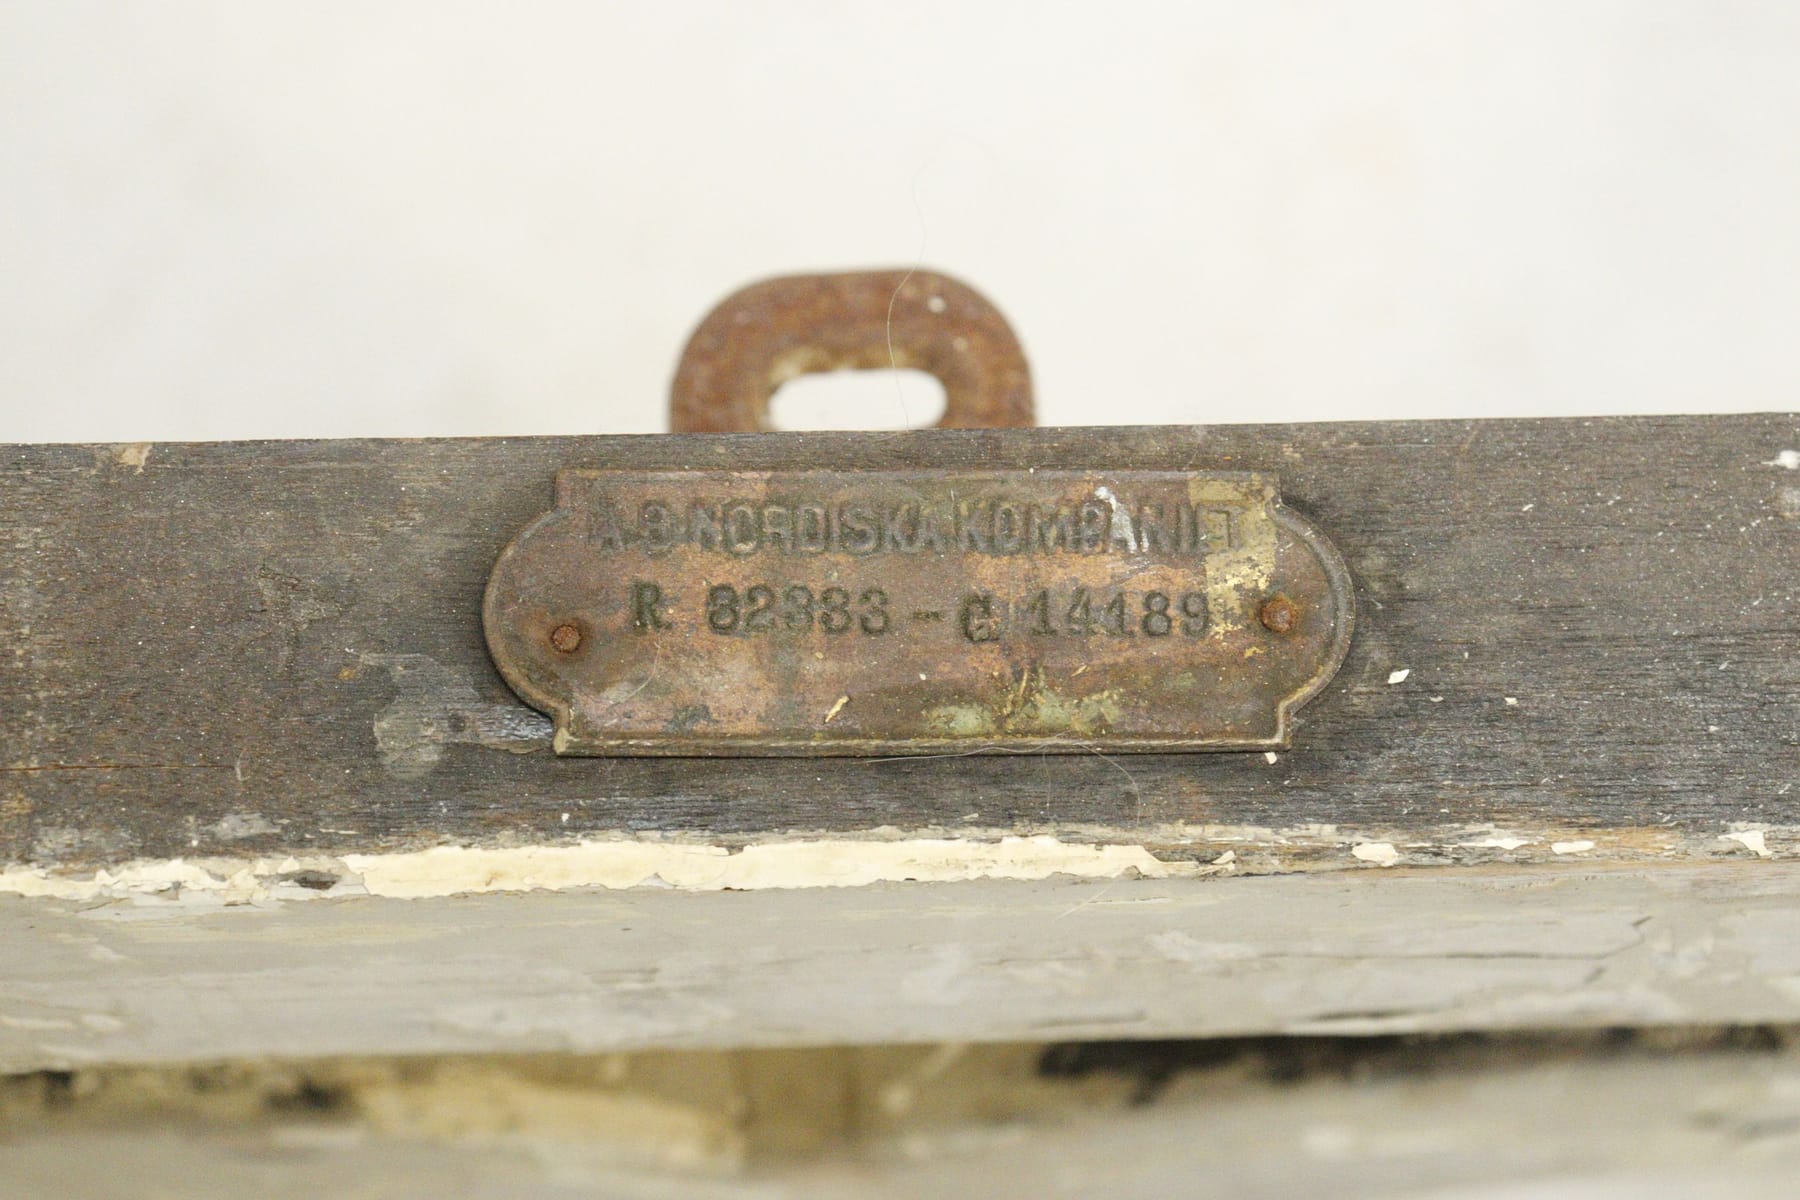 A.B. NORDISKA KOMPANIET
R 82383 - C 14189